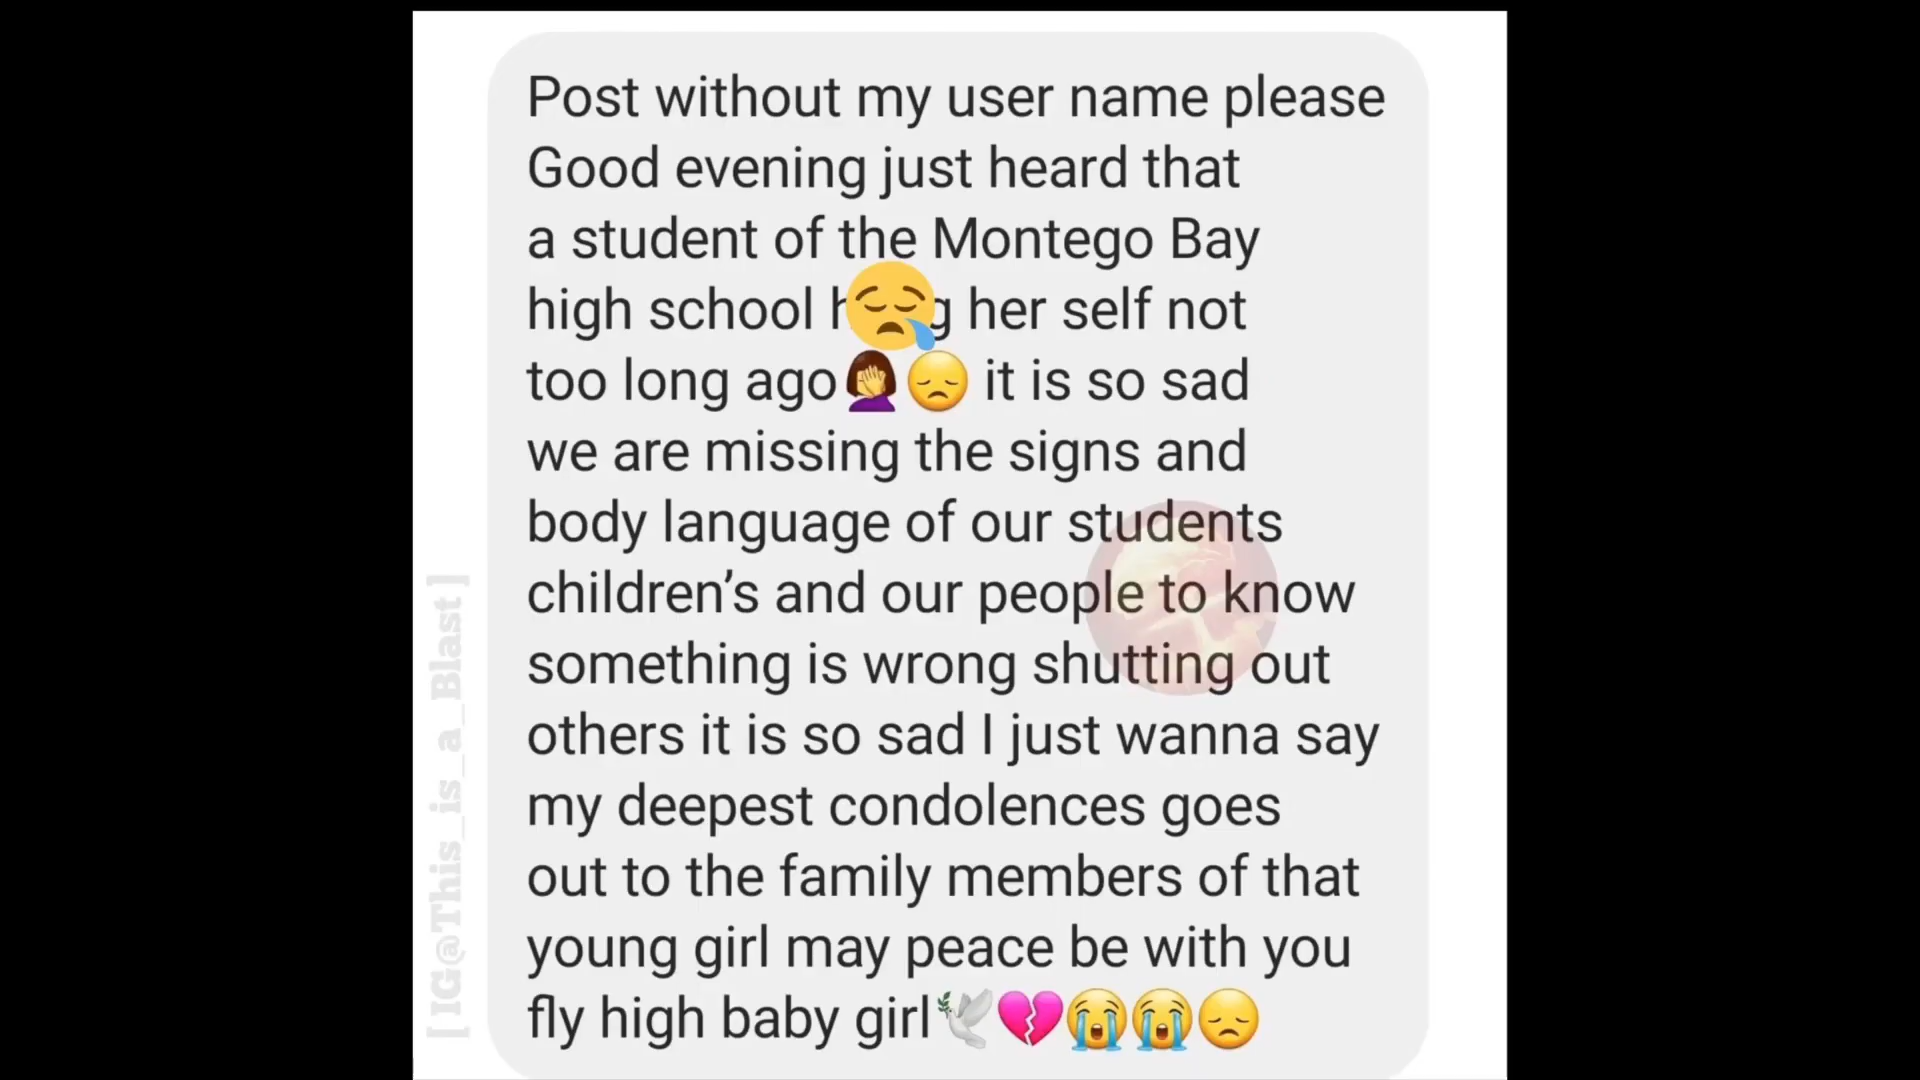 Post without my user name please
Good evening just heard that
a student of the Montego Bay
high school h😪g her self not
too long ago🤦‍♀️😞 it is so sad
we are missing the signs and
body language of our students
children’s and our people to know
something is wrong shutting out
others it is so sad I just wanna say
my deepest condolences goes
out to the family members of that
young girl may peace be with you
fly high baby girl🕊️💔😭😭😞
[IG@This_is_a_Blast]